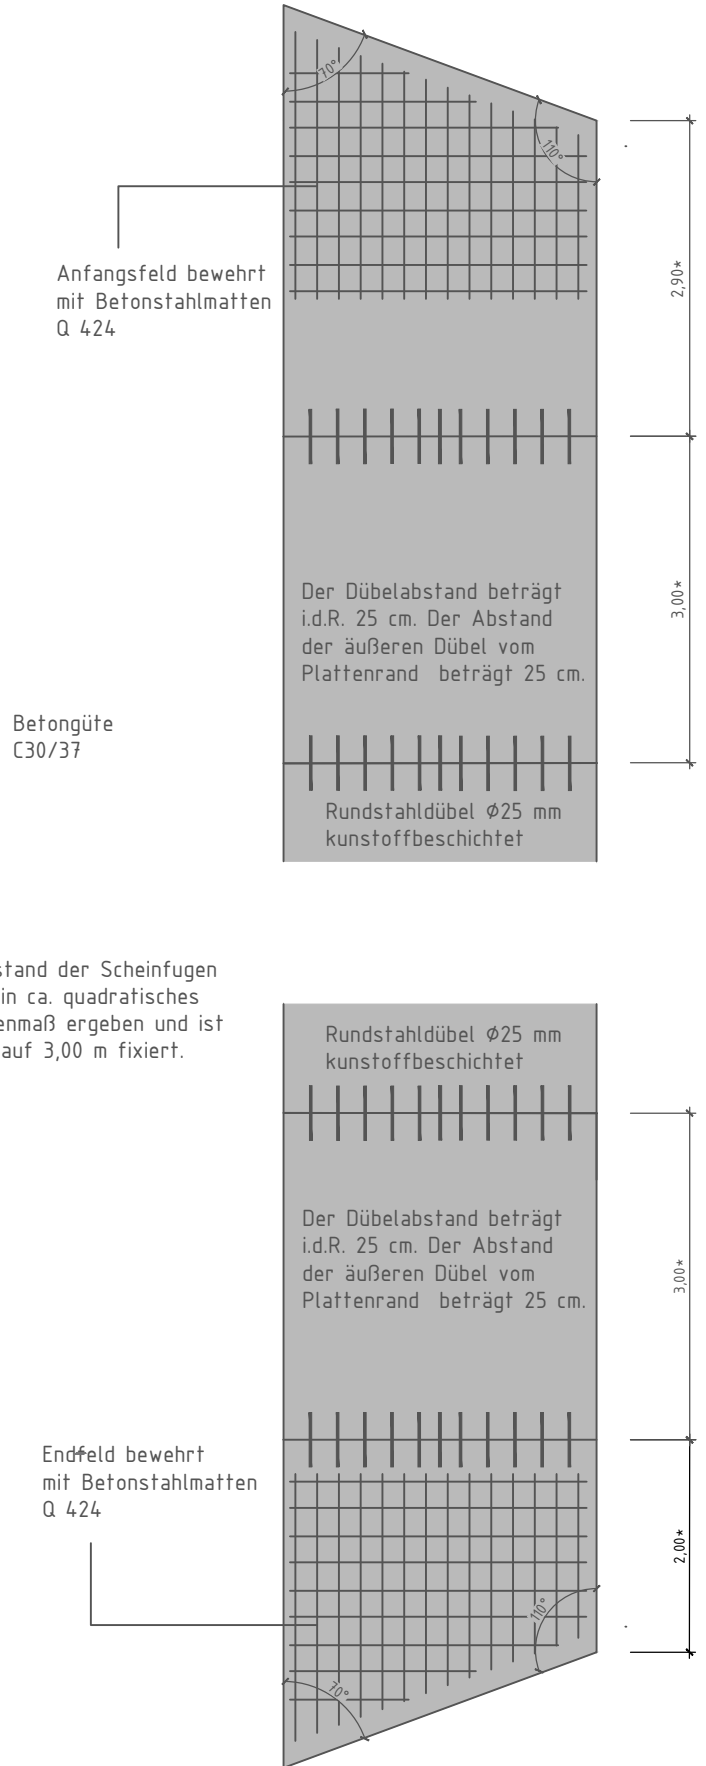 70°
110°
2,90*
Anfangsfeld bewehrt
mit Betonstahlmatten
Q 424
3,00*
Der Dübelabstand beträgt
i.d.R. 25 cm. Der Abstand
der äußeren Dübel vom
Plattenrand beträgt 25 cm.
Betongüte
C30/37
Rundstahldübel Ø25 mm
kunstoffbeschichtet
stand der Scheinfugen
in ca. quadratisches
enmaß ergeben und ist
auf 3,00 m fixiert.
Rundstahldübel Ø25 mm
kunstoffbeschichtet
Der Dübelabstand beträgt
i.d.R. 25 cm. Der Abstand
der äußeren Dübel vom
Plattenrand beträgt 25 cm.
3,00*
Endfeld bewehrt
mit Betonstahlmatten
Q 424
2,00*
110°
70°